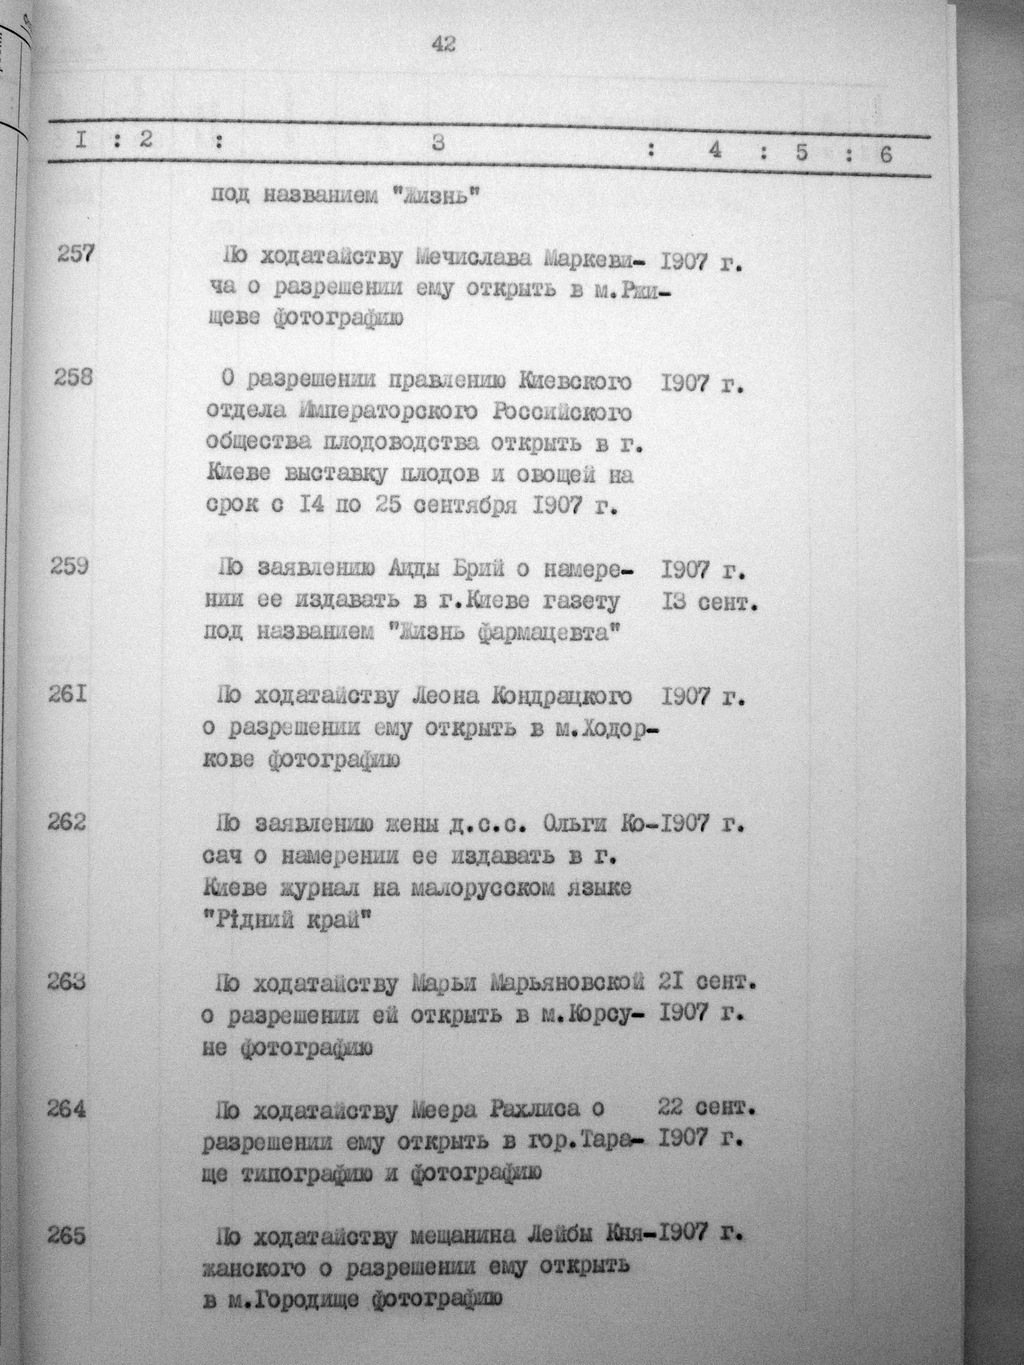 42
I : 2 : 3 : 4 : 5 : 6
под названием "Жизнь"
257 По ходатайству Мечислава Маркеви- 1907 г.
ча о разрешении ему открыть в м.Ржи-
щеве фотографию
258 О разрешении правлению Киевского 1907 г.
отдела Императорского Российского
общества плодоводства открыть в г.
Киеве выставку плодов и овощей на
срок с 14 по 25 сентября 1907 г.
259 По заявлению Аиды Брий о намере- 1907 г.
нии ее издавать в г.Киеве газету 13 сент.
под названием "Жизнь фармацевта"
261 По ходатайству Леона Кондрацкого 1907 г.
о разрешении ему открыть в м.Ходор-
кове фотографию
262 По заявлению жены д.с.с. Ольги Ко-1907 г.
сач о намерении ее издавать в г.
Киеве журнал на малорусском языке
"Рiдний край"
263 По ходатайству Марьи Марьяновской 21 сент.
о разрешении ей открыть в м.Корсу- 1907 г.
не фотографию
264 По ходатайству Меера Рахлиса о 22 сент.
разрешении ему открыть в гор.Тара- 1907 г.
ще типографию и фотографию
265 По ходатайству мещанина Лейбы Кня-1907 г.
жанского о разрешении ему открыть
в м.Городище фотографию